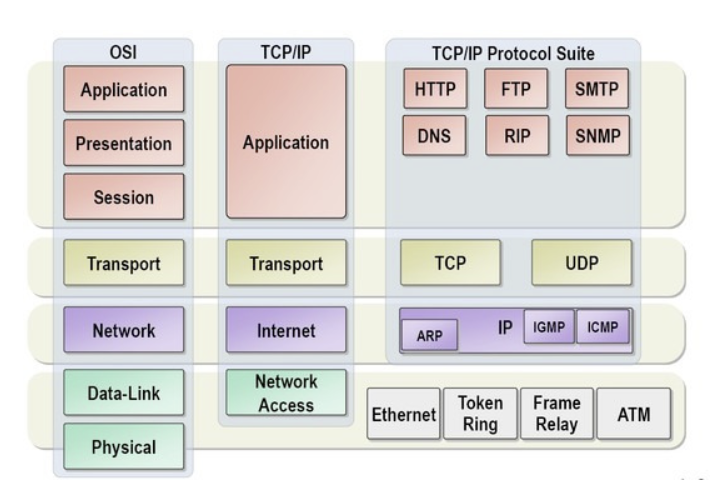 OSI
TCP/IP
TCP/IP Protocol Suite
Application
Presentation
Session
Application
HTTP
FTP
SMTP
DNS
RIP
SNMP
Transport
Transport
TCP
UDP
Network
Internet
ARP
IP
IGMP
ICMP
Data-Link
Physical
Network
Access
Ethernet
Token
Ring
Frame
Relay
ATM